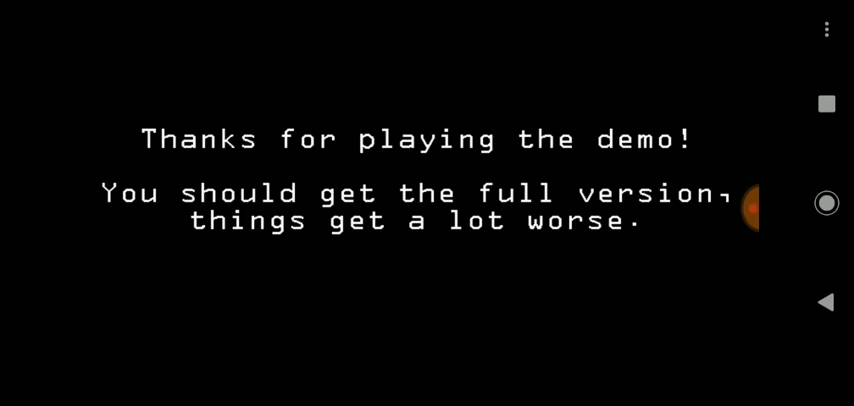 Thanks for playing the demo!
You should get the full version,
things get a lot worse.